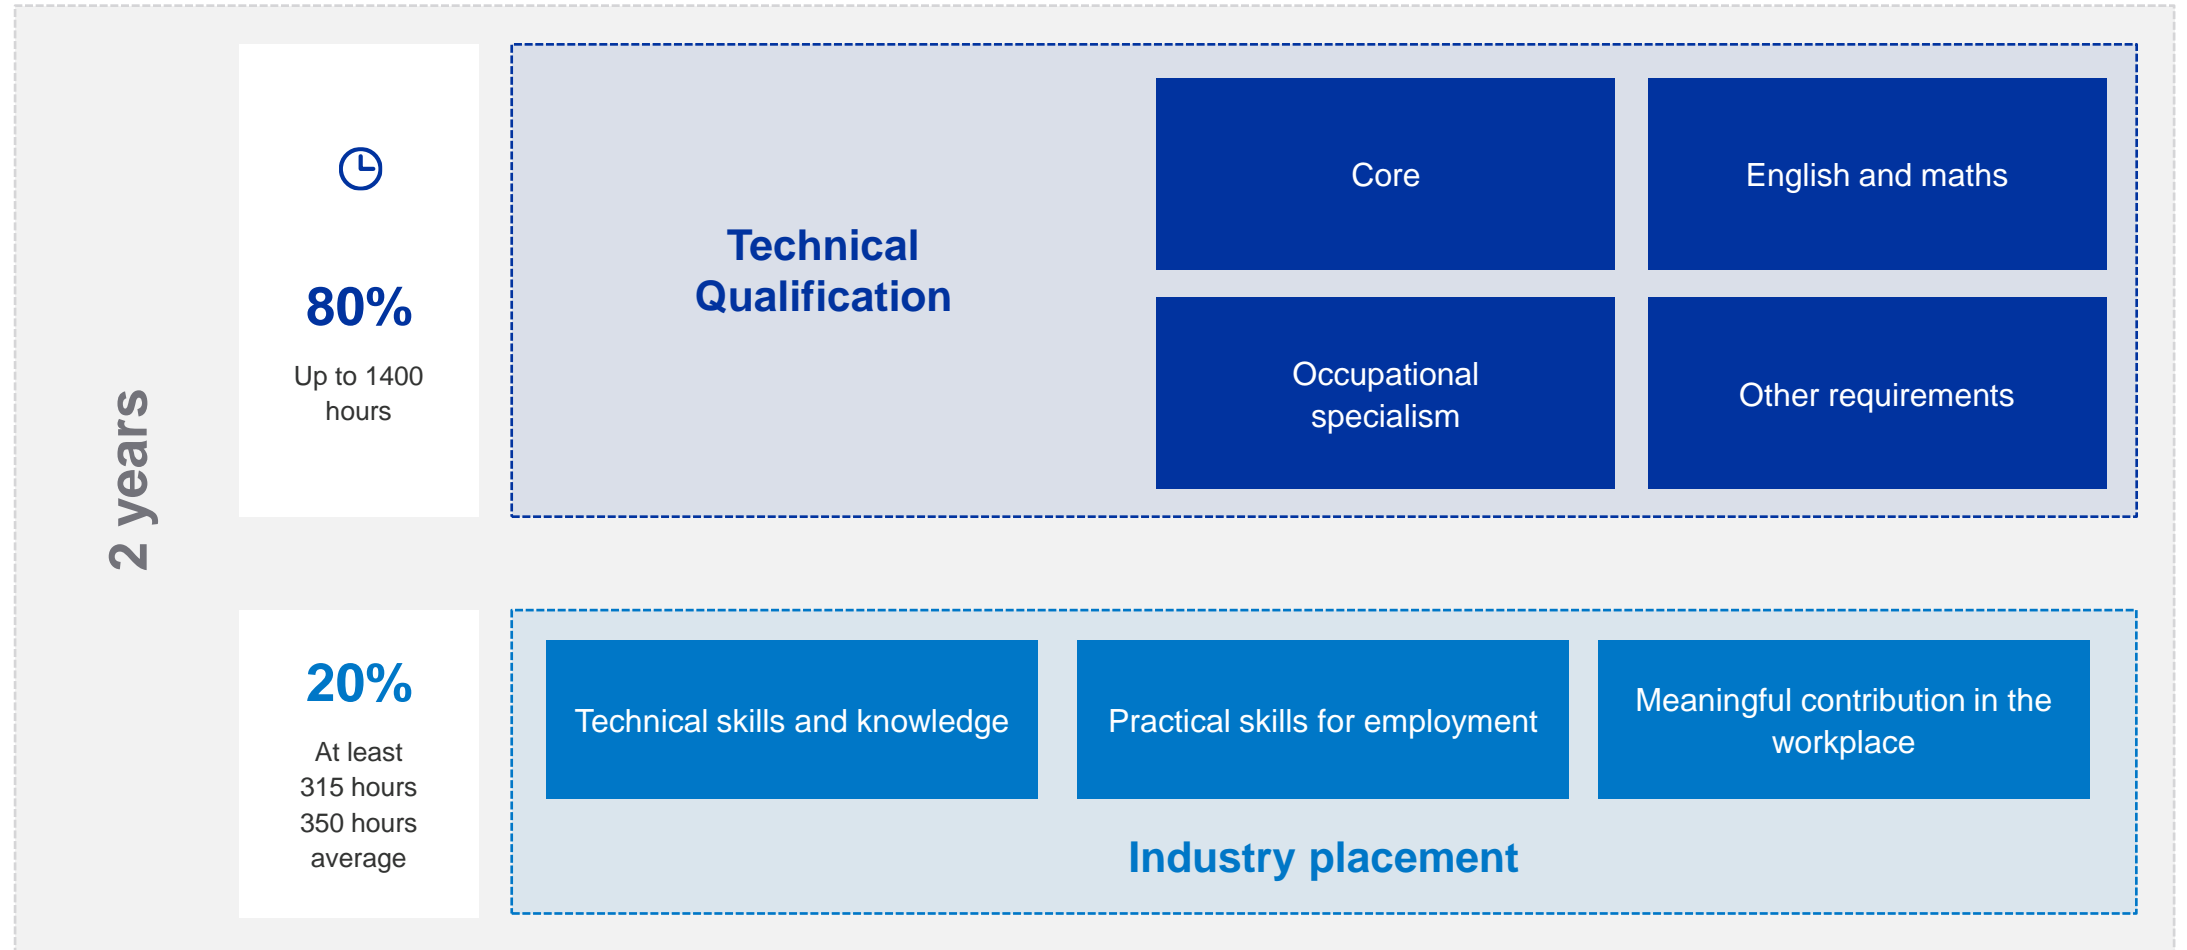 2 years
80%
Up to 1400
hours
Technical
Qualification
Core
English and maths
Occupational
specialism
Other requirements
20%
At least
315 hours
350 hours
average
Technical skills and knowledge
Practical skills for employment
Meaningful contribution in the
workplace
Industry placement